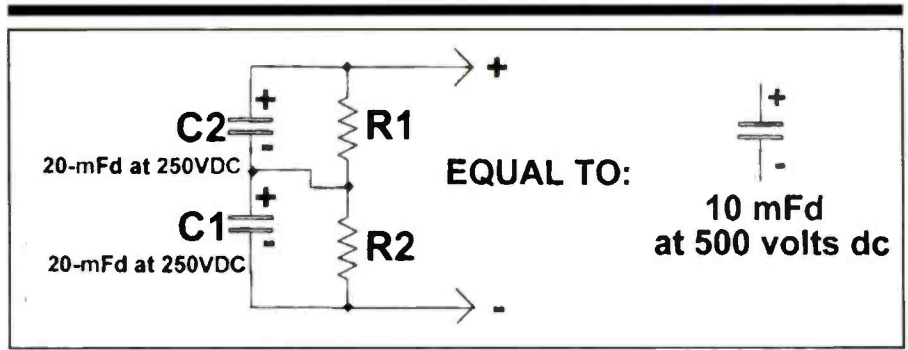 +
+
C2
-
R1
20-mFd at 250VDC
+
C1
-
R2
20-mFd at 250VDC
-
EQUAL TO:
+
-
10 mFd
at 500 volts dc